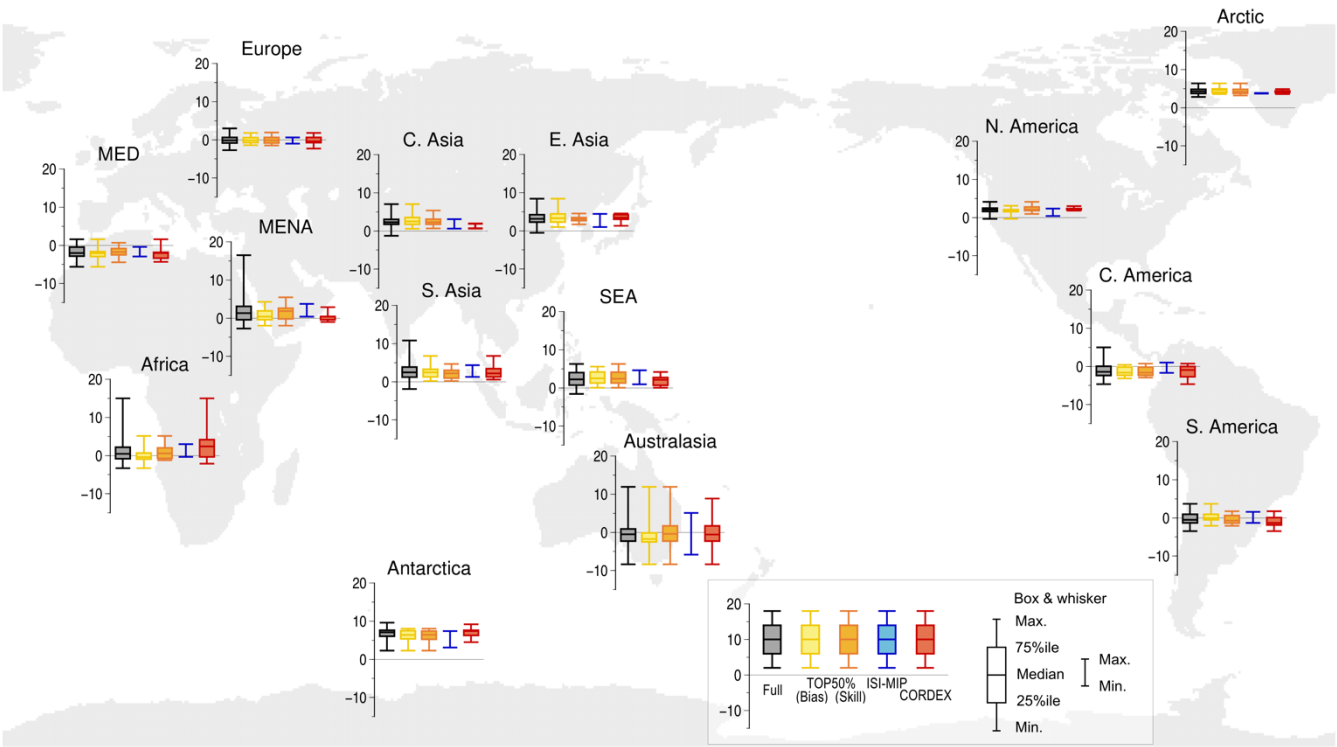 Arctic
20
10
0
−10
Europe
20
10
0
−10
N. America
20
10
0
−10
C. Asia
20
10
0
−10
E. Asia
20
10
0
−10
MED
20
10
0
−10
MENA
20
10
0
−10
C. America
20
10
0
−10
S. Asia
20
10
0
−10
SEA
20
10
0
−10
Africa
20
10
0
−10
S. America
20
10
0
−10
Australasia
20
10
0
−10
Antarctica
20
10
0
−10
20
10
0
−10
Full
TOP50%
(Bias) (Skill)
ISI-MIP
CORDEX
Box & whisker
Max.
75%ile
Median
25%ile
Min.
Max.
Min.